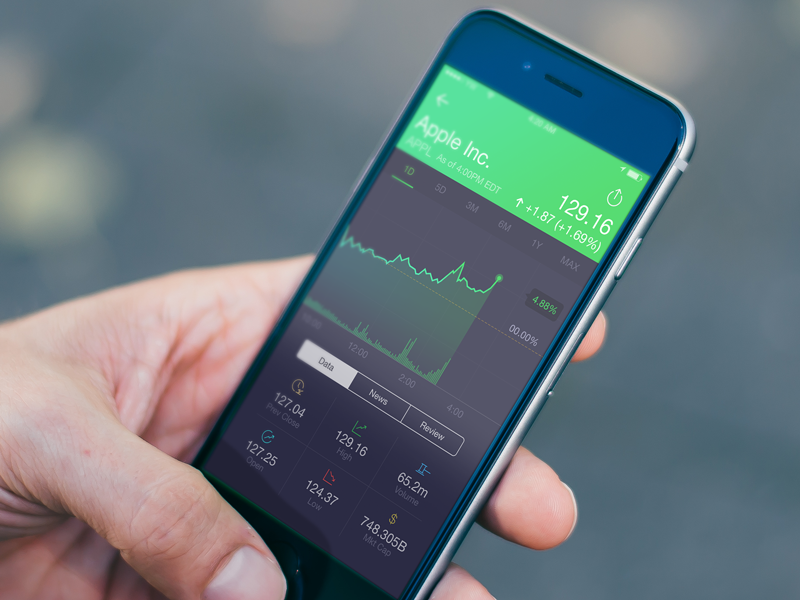 4:20 AM
Apple Inc.
APPL As of 4:00PM EDT
129.16
+1.87 (+1.69%)
1D 5D 3M 6M 1Y MAX
4.88%
00.00%
12:00 2:00 4:00
Data News Review
127.04 129.16 65.2m
Prev Close High Volume
127.25 124.37 748.305B
Open Low Mkt Cap